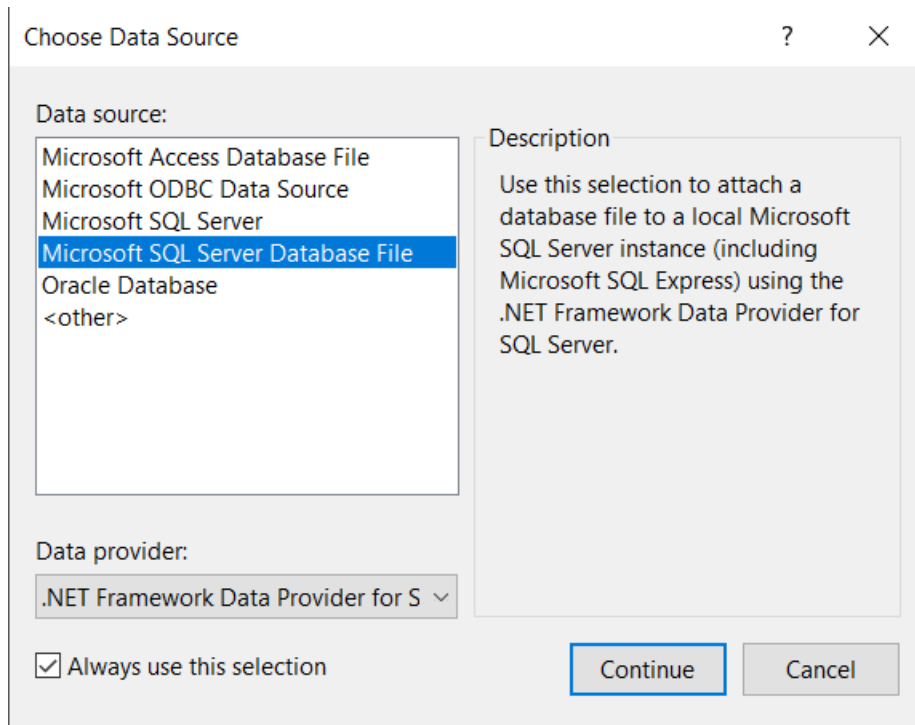 Choose Data Source
?
Data source:
Microsoft Access Database File
Microsoft ODBC Data Source
Microsoft SQL Server
Microsoft SQL Server Database File
Oracle Database
<other>
Description
Use this selection to attach a
database file to a local Microsoft
SQL Server instance (including
Microsoft SQL Express) using the
.NET Framework Data Provider for
SQL Server.
Data provider:
.NET Framework Data Provider for S
Always use this selection
Continue
Cancel